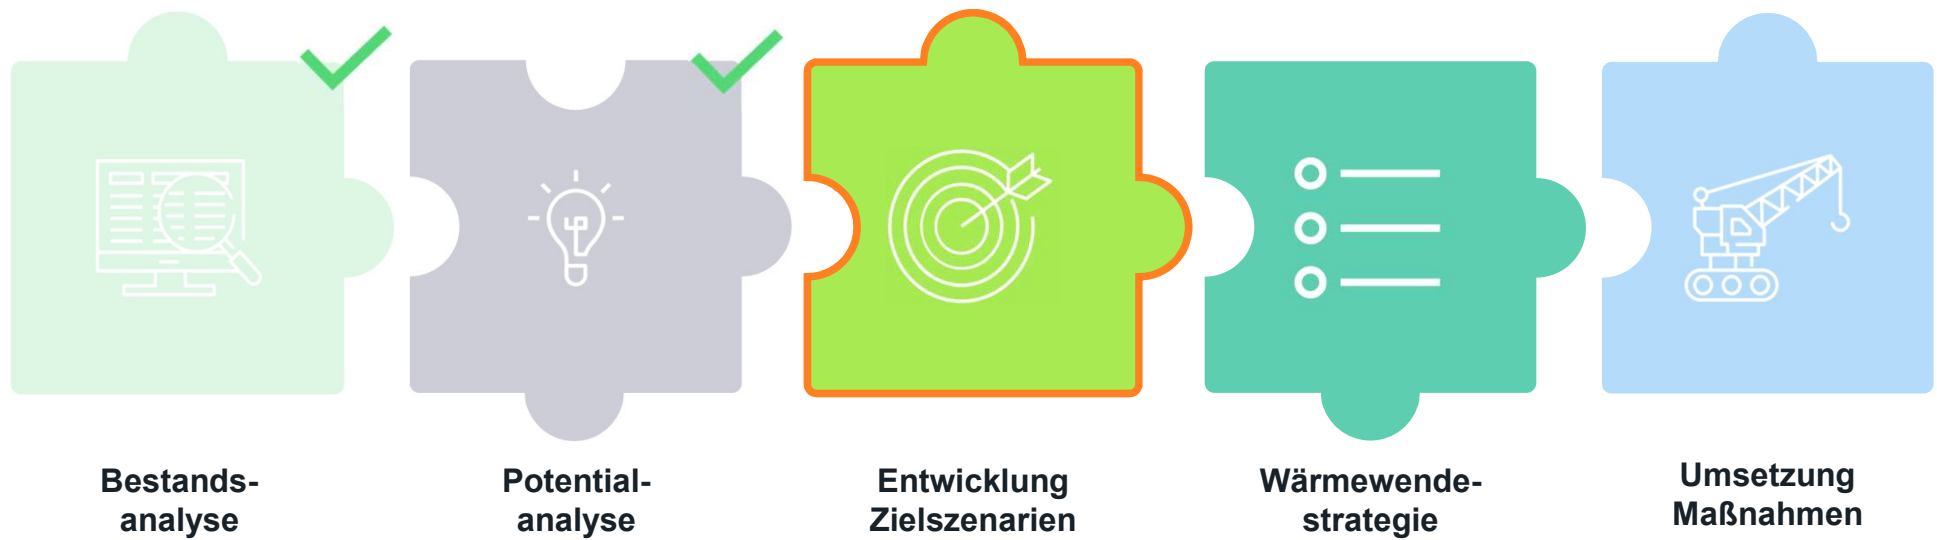 Bestands-
analyse
Potential-
analyse
Entwicklung
Zielszenarien
Wärmewende-
strategie
Umsetzung
Maßnahmen